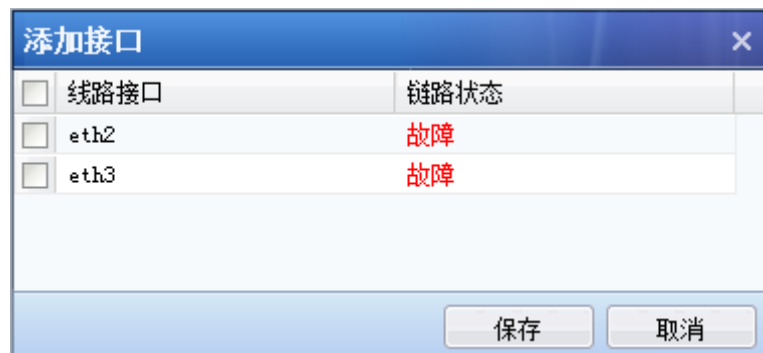 添加接口
线路接口 链路状态
eth2 故障
eth3 故障
保存 取消